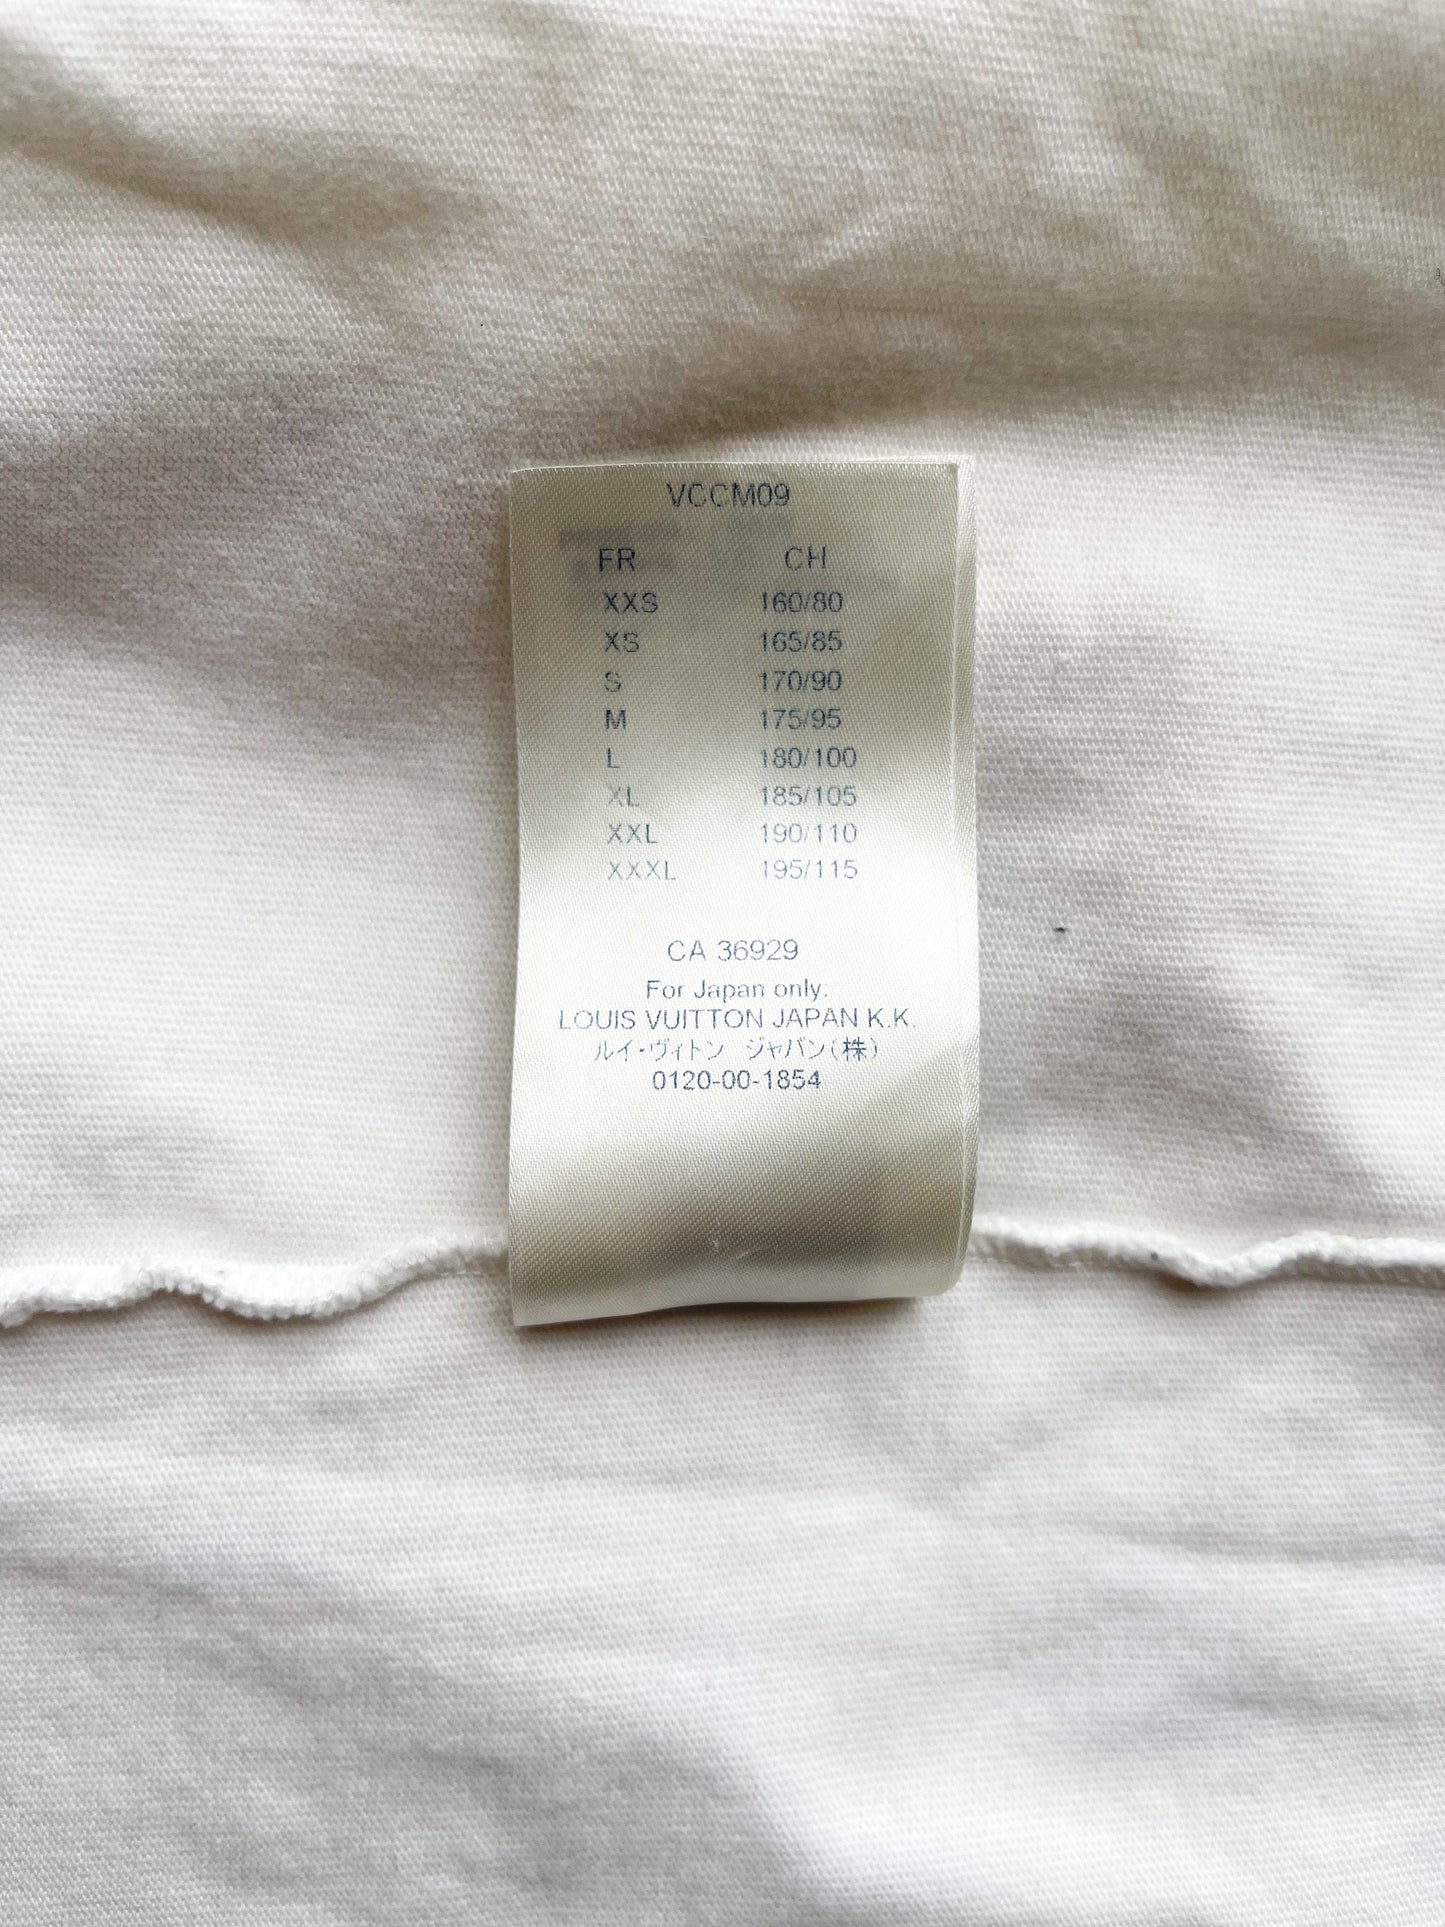 VCCM09
FR CH
XXS 160/80
XS 165/85
S 170/90
M 175/95
L 180/100
XL 185/105
XXL 190/110
XXXL 195/115
CA 36929
For Japan only:
LOUIS VUITTON JAPAN K.K.
ルイ・ヴィトン ジャパン(株)
0120-00-1854